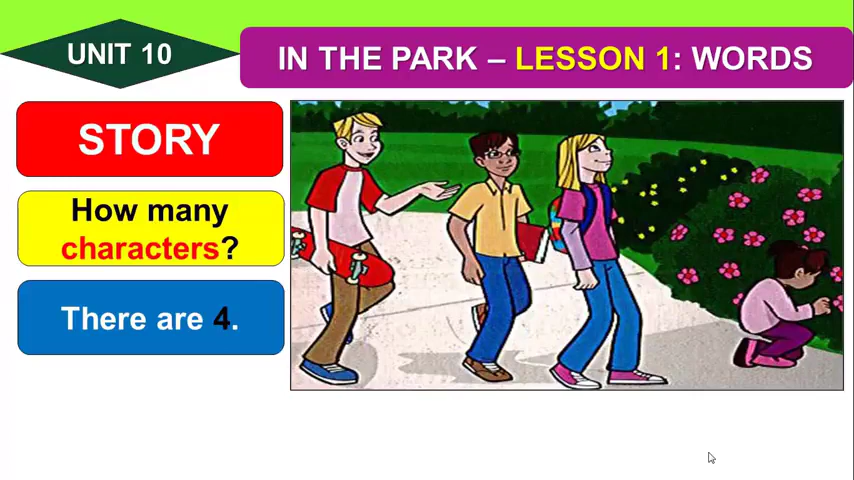 UNIT 10
IN THE PARK – LESSON 1: WORDS
STORY
How many
characters?
There are 4.